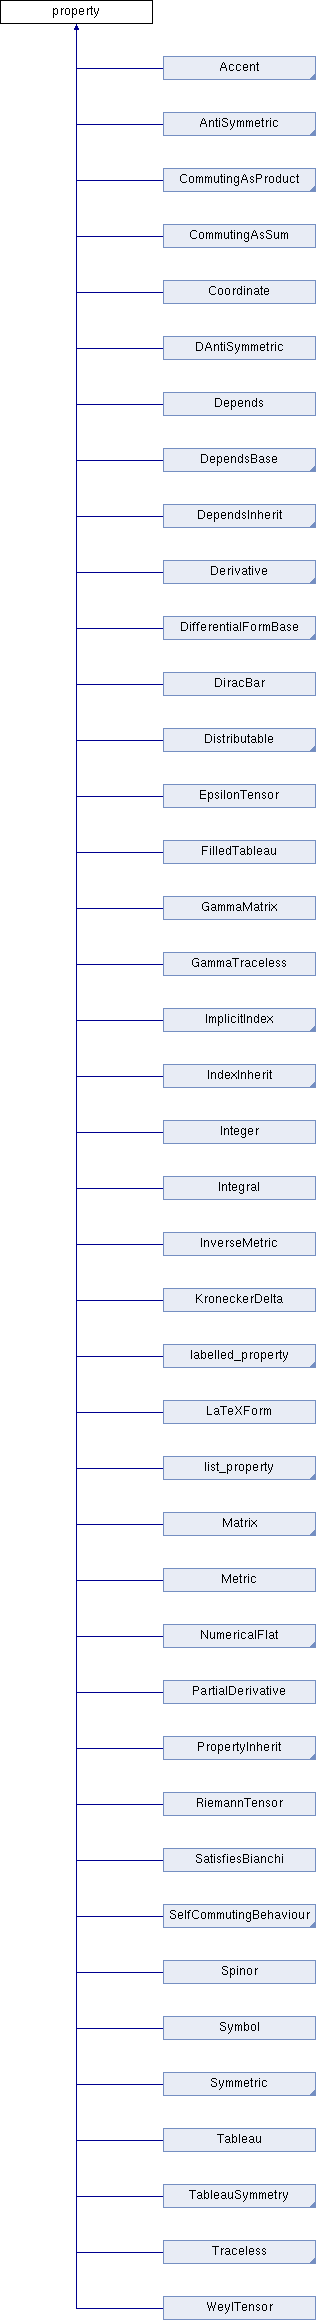 property
Accent
AntiSymmetric
CommutingAsProduct
CommutingAsSum
Coordinate
DAntiSymmetric
Depends
DependsBase
DependsInherit
Derivative
DifferentialFormBase
DiracBar
Distributable
EpsilonTensor
FilledTableau
GammaMatrix
GammaTraceless
ImplicitIndex
IndexInherit
Integer
Integral
InverseMetric
KroneckerDelta
labelled_property
LaTeXForm
list_property
Matrix
Metric
NumericalFlat
PartialDerivative
PropertyInherit
RiemannTensor
SatisfiesBianchi
SelfCommutingBehaviour
Spinor
Symbol
Symmetric
Tableau
TableauSymmetry
Traceless
WeylTensor